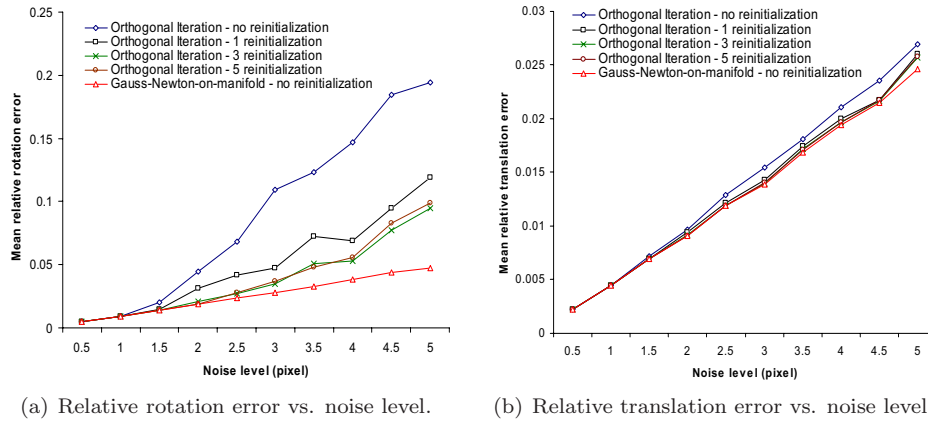 Orthogonal Iteration - no reinitialization
Orthogonal Iteration - 1 reinitialization
Orthogonal Iteration - 3 reinitialization
Orthogonal Iteration - 5 reinitialization
Gauss-Newton-on-manifold - no reinitialization
Mean relative rotation error
0.25
0.2
0.15
0.1
0.05
0
0.5 1 1.5 2 2.5 3 3.5 4 4.5 5
Noise level (pixel)
(a) Relative rotation error vs. noise level.
Orthogonal Iteration - no reinitialization
Orthogonal Iteration - 1 reinitialization
Orthogonal Iteration - 3 reinitialization
Orthogonal Iteration - 5 reinitialization
Gauss-Newton-on-manifold - no reinitialization
Mean relative translation error
0.03
0.025
0.02
0.015
0.01
0.005
0
0.5 1 1.5 2 2.5 3 3.5 4 4.5 5
Noise level (pixel)
(b) Relative translation error vs. noise level